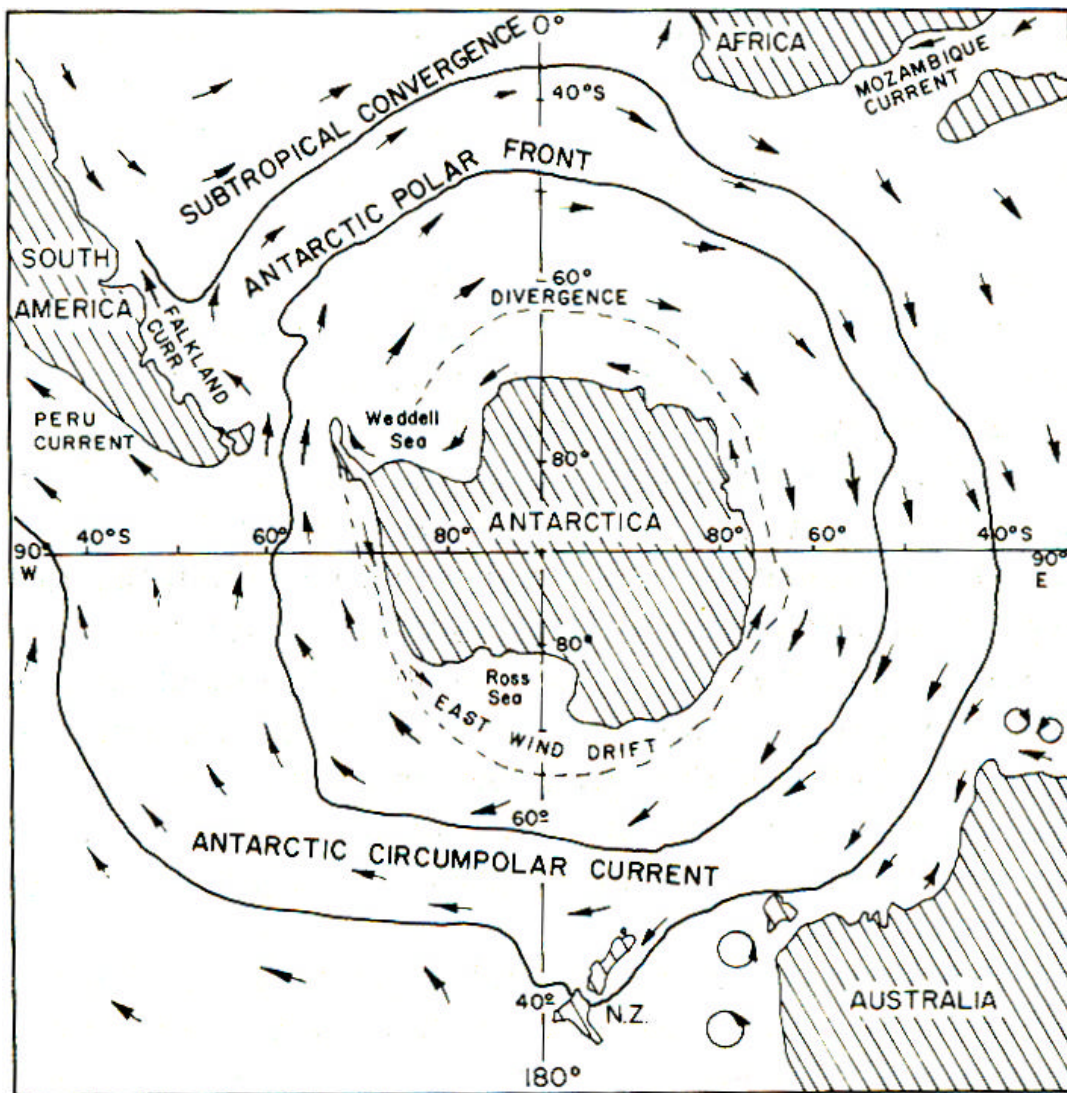 0°
AFRICA
MOZAMBIQUE
CURRENT
SUBTROPICAL CONVERGENCE
40°S
ANTARCTIC POLAR FRONT
SOUTH
AMERICA
FALKLAND
CURR.
60°
DIVERGENCE
PERU
CURRENT
Weddell
Sea
80°
ANTARCTICA
90°
W
40°S
60°
80°
80°
60°
40°S
90°
E
80°
Ross
Sea
EAST WIND DRIFT
60º
ANTARCTIC CIRCUMPOLAR CURRENT
40º
N.Z.
AUSTRALIA
180°